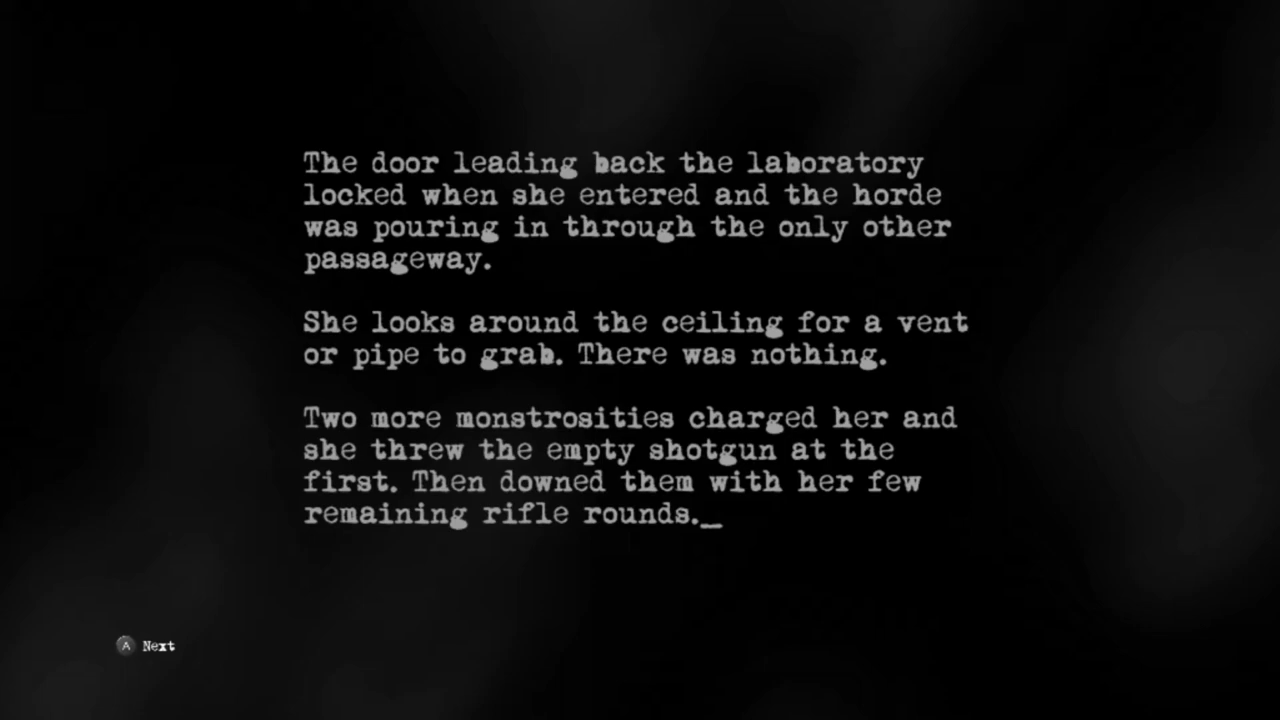 The door leading back the laboratory
locked when she entered and the horde
was pouring in through the only other
passageway.
She looks around the ceiling for a vent
or pipe to grab. There was nothing.
Two more monstrosities charged her and
she threw the empty shotgun at the
first. Then downed them with her few
remaining rifle rounds._
A Next